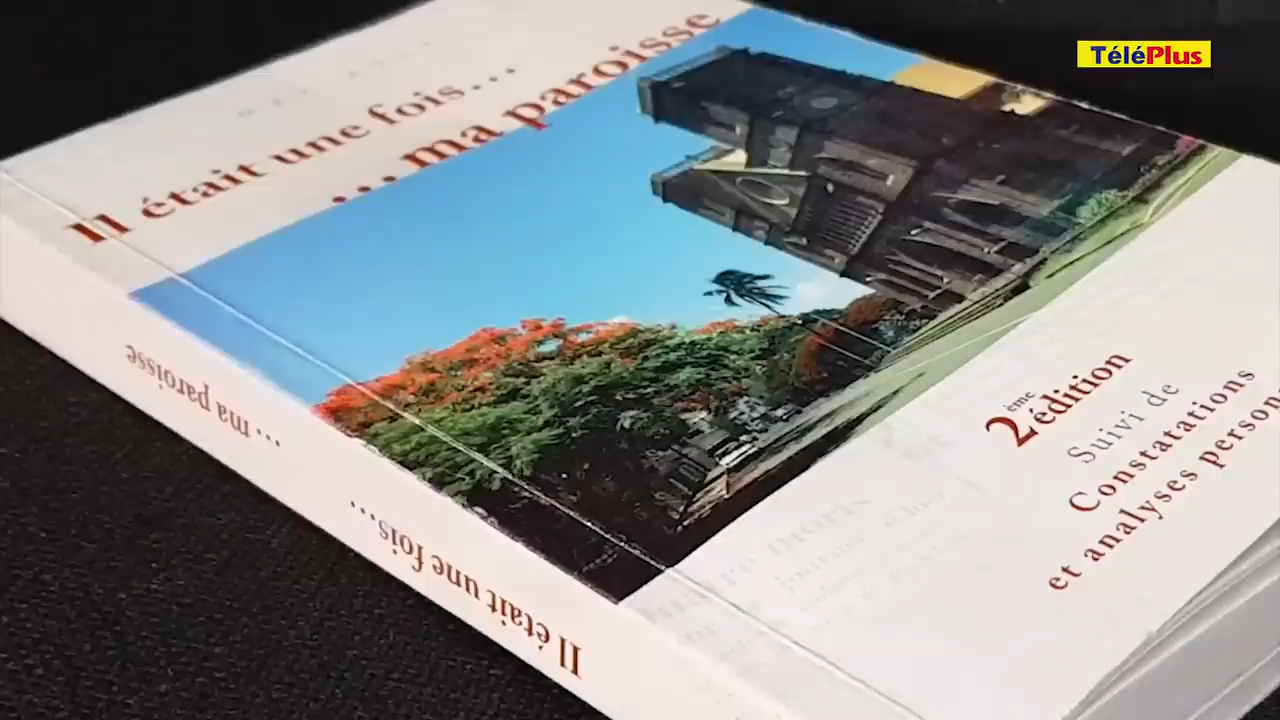 TéléPlus
Il était une fois...
...ma paroisse
2ème édition
Suivi de
Constatations
et analyses
Il était une fois...
...ma paroisse